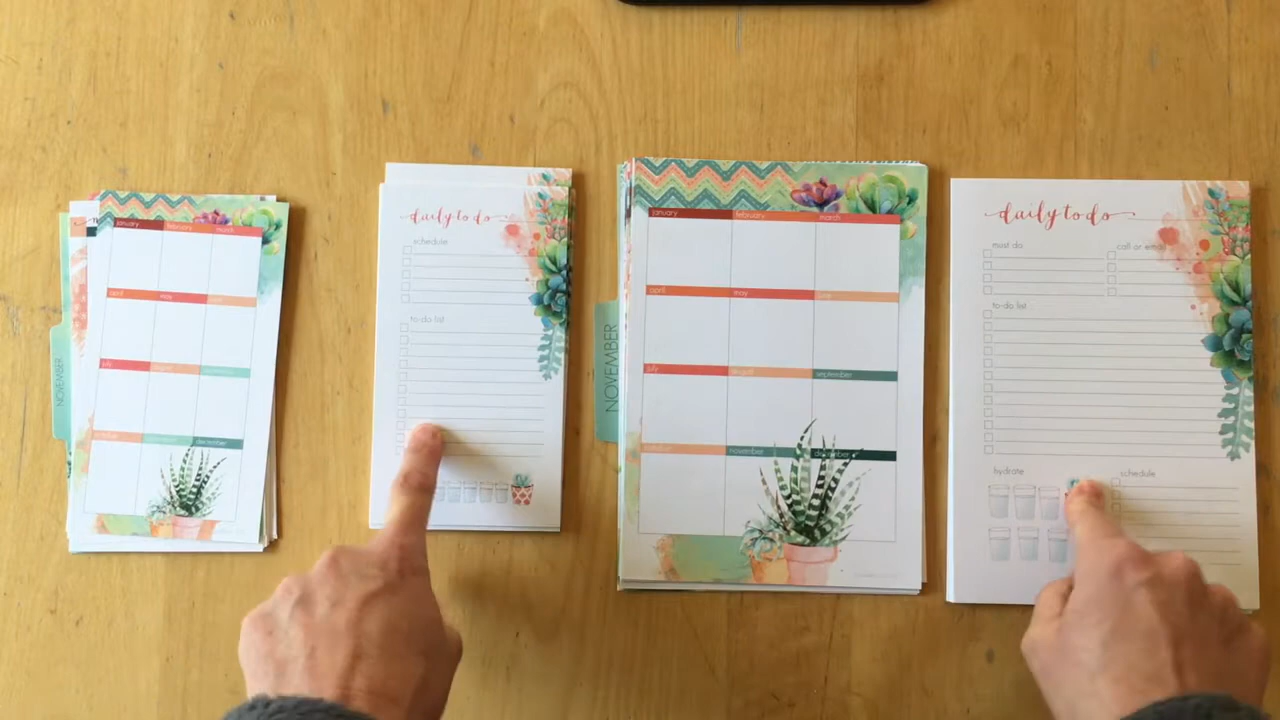 january february march
april may june
july august september
october november december
NOVEMBER
daily to do
schedule
to-do list
january february march
april may june
july august september
october november december
NOVEMBER
daily to do
must do call or email
to-do list
hydrate schedule